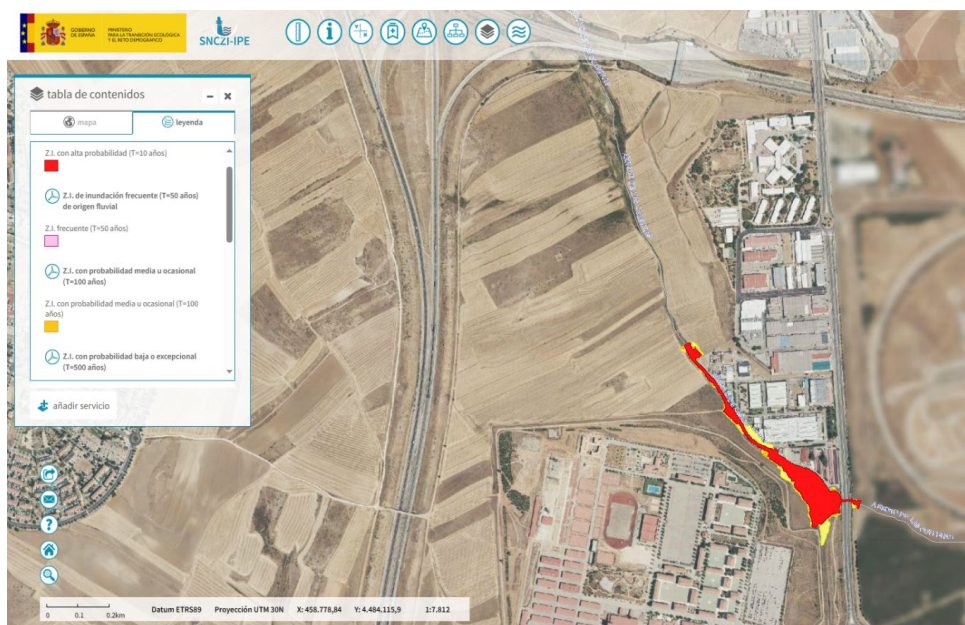 GOBIERNO
DE ESPAÑA
MINISTERIO
PARA LA TRANSICIÓN ECOLÓGICA
Y EL RETO DEMOGRÁFICO
SNCZI-IPE
tabla de contenidos
mapa
leyenda
Z.I. con alta probabilidad (T=10 años)
Z.I. de inundación frecuente (T=50 años)
de origen fluvial
Z.I. frecuente (T=50 años)
Z.I. con probabilidad media u ocasional
(T=100 años)
Z.I. con probabilidad media u ocasional (T=100
años)
Z.I. con probabilidad baja o excepcional
(T=500 años)
añadir servicio
0 0.1 0.2km
Datum ETRS89 Proyección UTM 30N X: 458.778,84 Y: 4.484.115,9 1:7.812